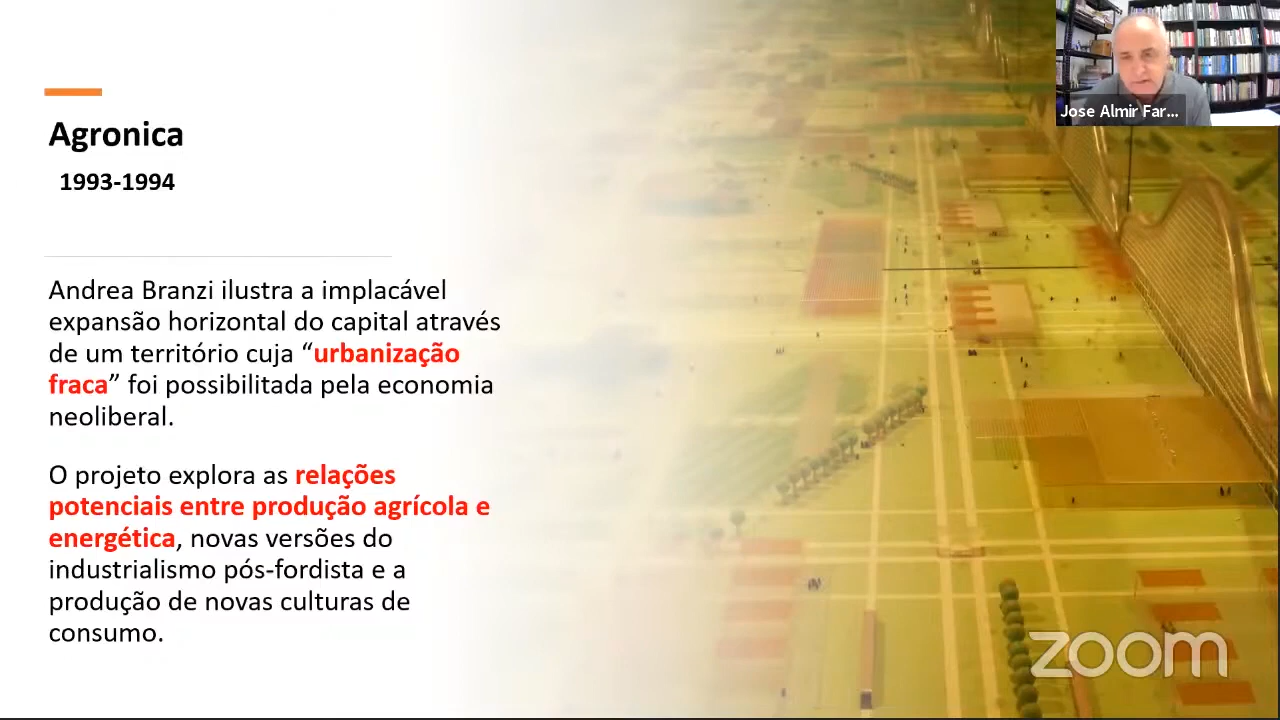 Jose Almir Far...
Agronica
1993-1994
Andrea Branzi ilustra a implacável
expansão horizontal do capital através
de um território cuja “urbanização
fraca” foi possibilitada pela economia
neoliberal.
O projeto explora as relações
potenciais entre produção agrícola e
energética, novas versões do
industrialismo pós-fordista e a
produção de novas culturas de
consumo.
zoom